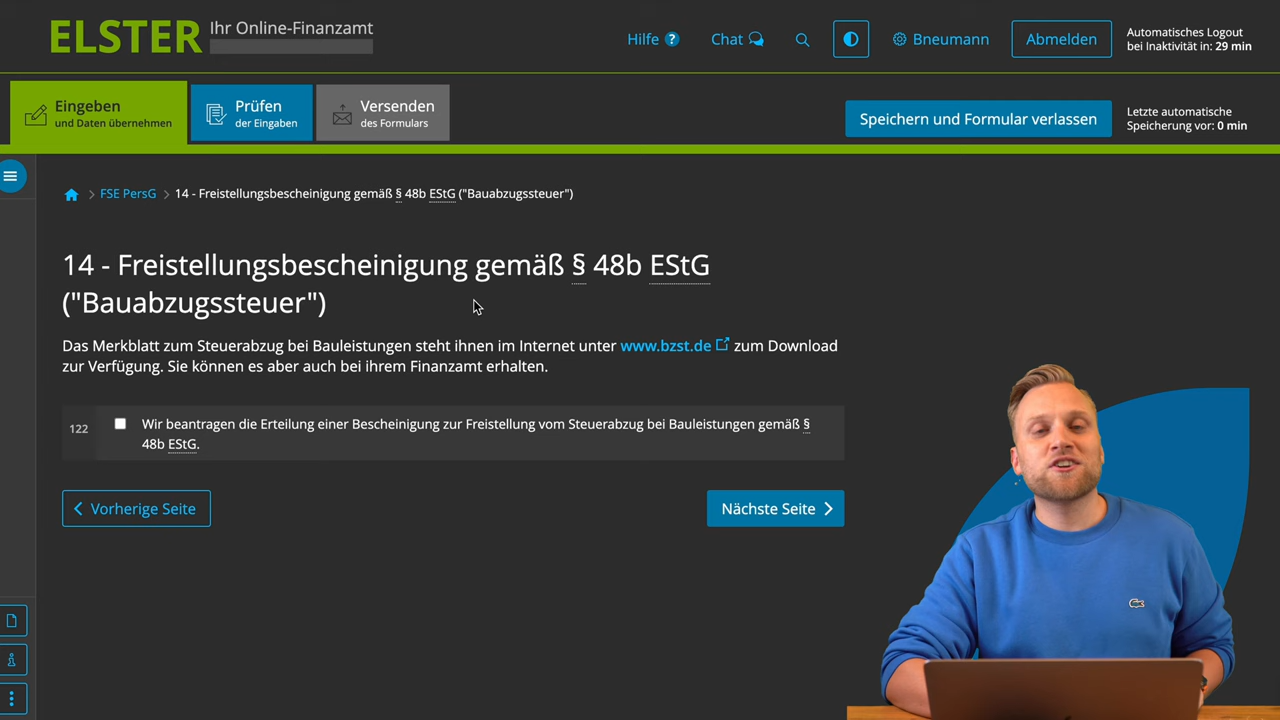 ELSTER
Ihr Online-Finanzamt
Hilfe ?
Chat
Bneumann
Abmelden
Automatisches Logout
bei Inaktivität in: 29 min
Eingeben
und Daten übernehmen
Prüfen
der Eingaben
Versenden
des Formulars
Speichern und Formular verlassen
Letzte automatische
Speicherung vor: 0 min
FSE PersG
14 - Freistellungsbescheinigung gemäß § 48b EStG ("Bauabzugssteuer")
14 - Freistellungsbescheinigung gemäß § 48b EStG
("Bauabzugssteuer")
Das Merkblatt zum Steuerabzug bei Bauleistungen steht ihnen im Internet unter www.bzst.de zum Download
zur Verfügung. Sie können es aber auch bei ihrem Finanzamt erhalten.
122
Wir beantragen die Erteilung einer Bescheinigung zur Freistellung vom Steuerabzug bei Bauleistungen gemäß §
48b EStG.
Vorherige Seite
Nächste Seite